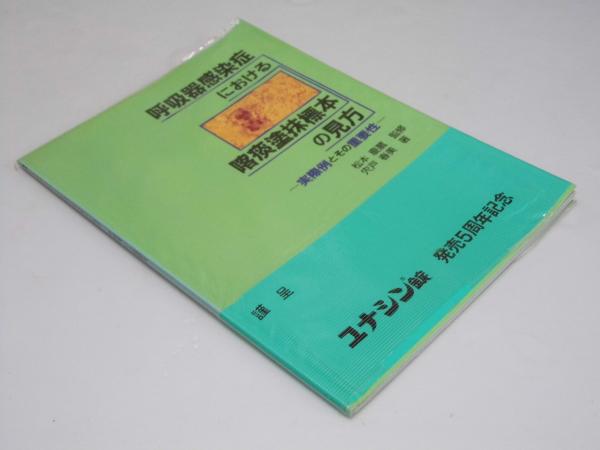 呼吸器感染症
における
喀痰塗抹標本
の見方
―実際例とその重要性―
松本 慶蔵 監修
宍戸 春美 著
謹呈
ユナシン錠 発売5周年記念